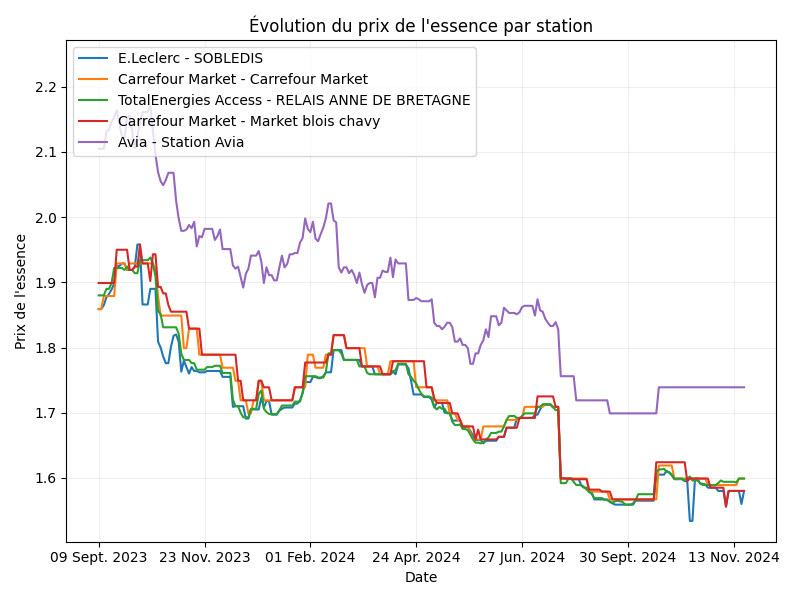 Évolution du prix de l'essence par station
E.Leclerc - SOBLEDIS
Carrefour Market - Carrefour Market
TotalEnergies Access - RELAIS ANNE DE BRETAGNE
Carrefour Market - Market blois chavy
Avia - Station Avia
Prix de l'essence
2.2
2.1
2.0
1.9
1.8
1.7
1.6
09 Sept. 2023 23 Nov. 2023 01 Feb. 2024 24 Apr. 2024 27 Jun. 2024 30 Sept. 2024 13 Nov. 2024
Date